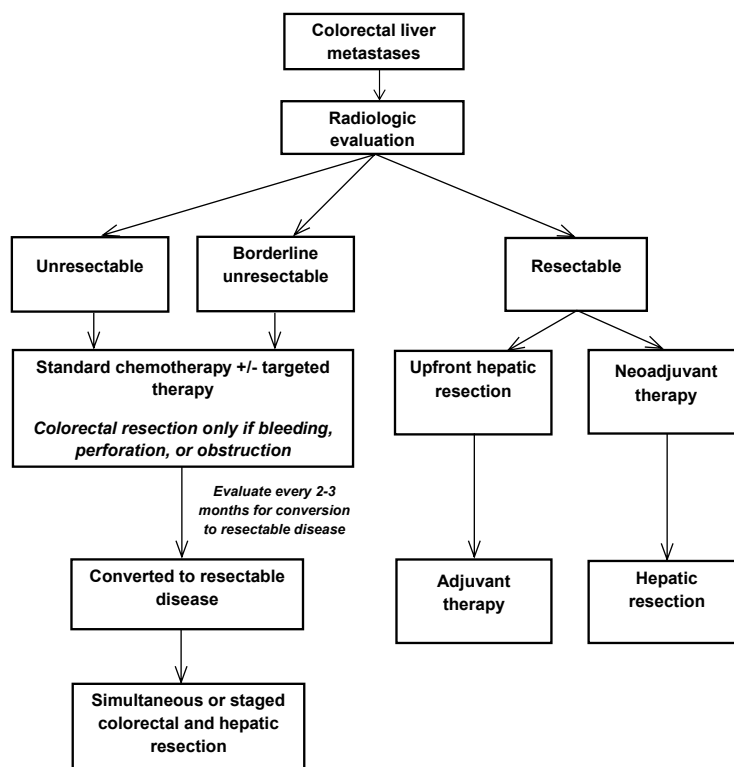 Colorectal liver
metastases
Radiologic
evaluation
Unresectable
Borderline
unresectable
Resectable
Standard chemotherapy +/- targeted
therapy
Colorectal resection only if bleeding,
perforation, or obstruction
Upfront hepatic
resection
Neoadjuvant
therapy
Evaluate every 2-3
months for conversion
to resectable disease
Converted to resectable
disease
Adjuvant
therapy
Hepatic
resection
Simultaneous or staged
colorectal and hepatic
resection